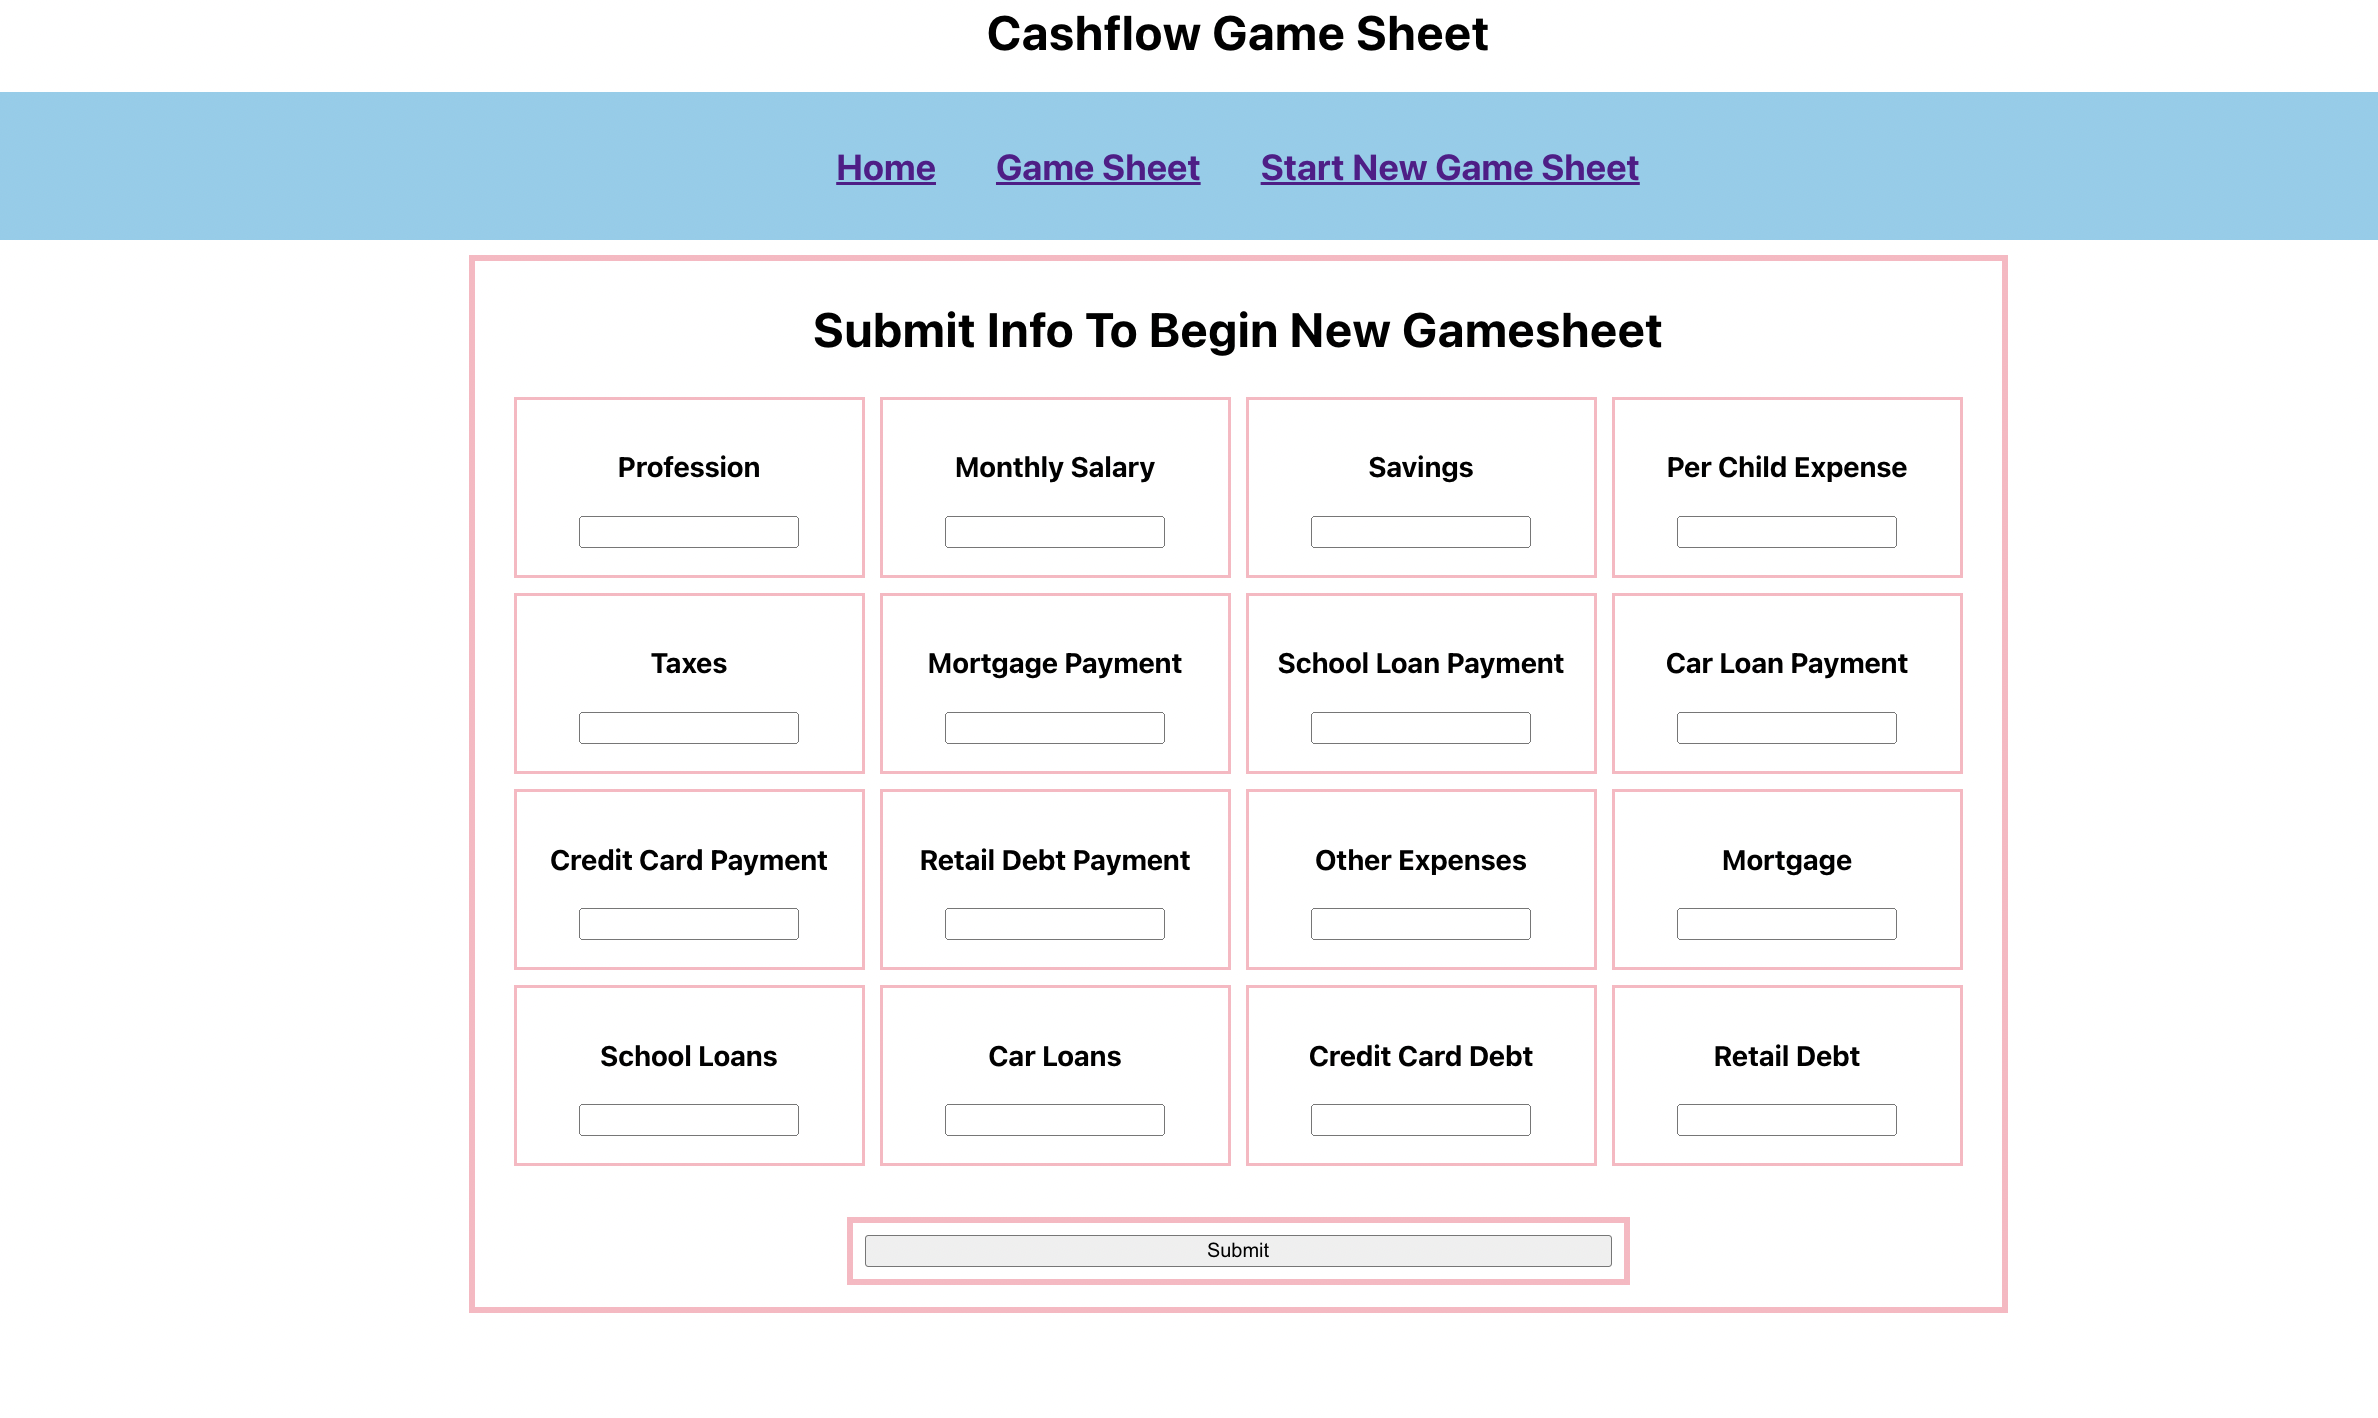 Cashflow Game Sheet
Home Game Sheet Start New Game Sheet
Submit Info To Begin New Gamesheet
Profession Monthly Salary Savings Per Child Expense
Taxes Mortgage Payment School Loan Payment Car Loan Payment
Credit Card Payment Retail Debt Payment Other Expenses Mortgage
School Loans Car Loans Credit Card Debt Retail Debt
Submit